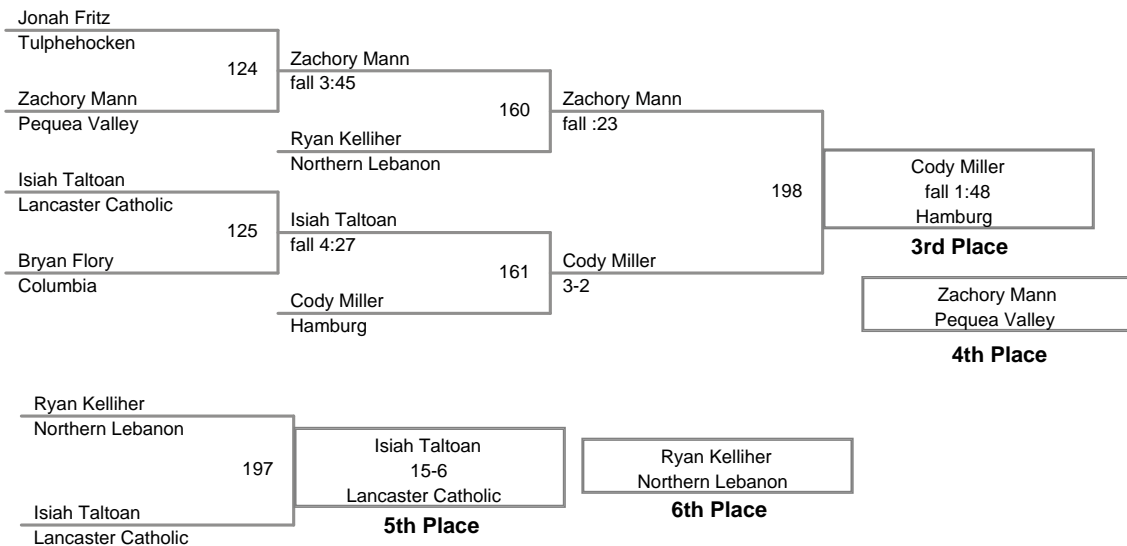 Jonah Fritz
Tulphehocken
124
Zachory Mann
Pequea Valley
Zachory Mann
fall 3:45
160
Ryan Kelliher
Northern Lebanon
Isiah Taltoan
Lancaster Catholic
125
Bryan Flory
Columbia
Isiah Taltoan
fall 4:27
161
Cody Miller
Hamburg
Zachory Mann
fall :23
198
Cody Miller
3-2
Cody Miller
fall 1:48
Hamburg
3rd Place
Zachory Mann
Pequea Valley
4th Place
Ryan Kelliher
Northern Lebanon
197
Isiah Taltoan
Lancaster Catholic
Isiah Taltoan
15-6
Lancaster Catholic
5th Place
Ryan Kelliher
Northern Lebanon
6th Place